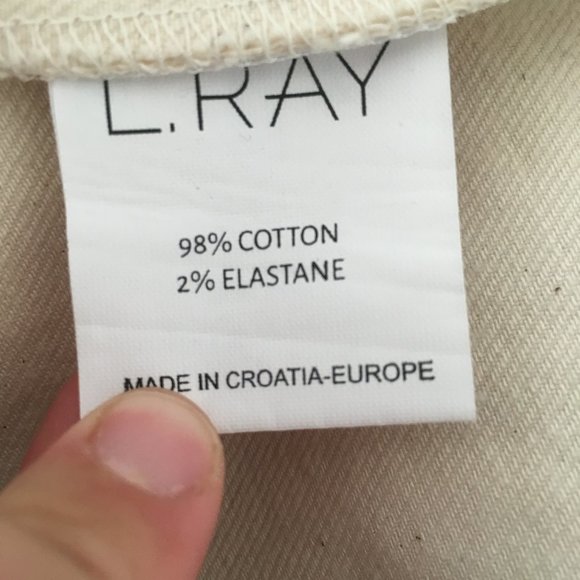 L.RAY
98% COTTON
2% ELASTANE
MADE IN CROATIA-EUROPE